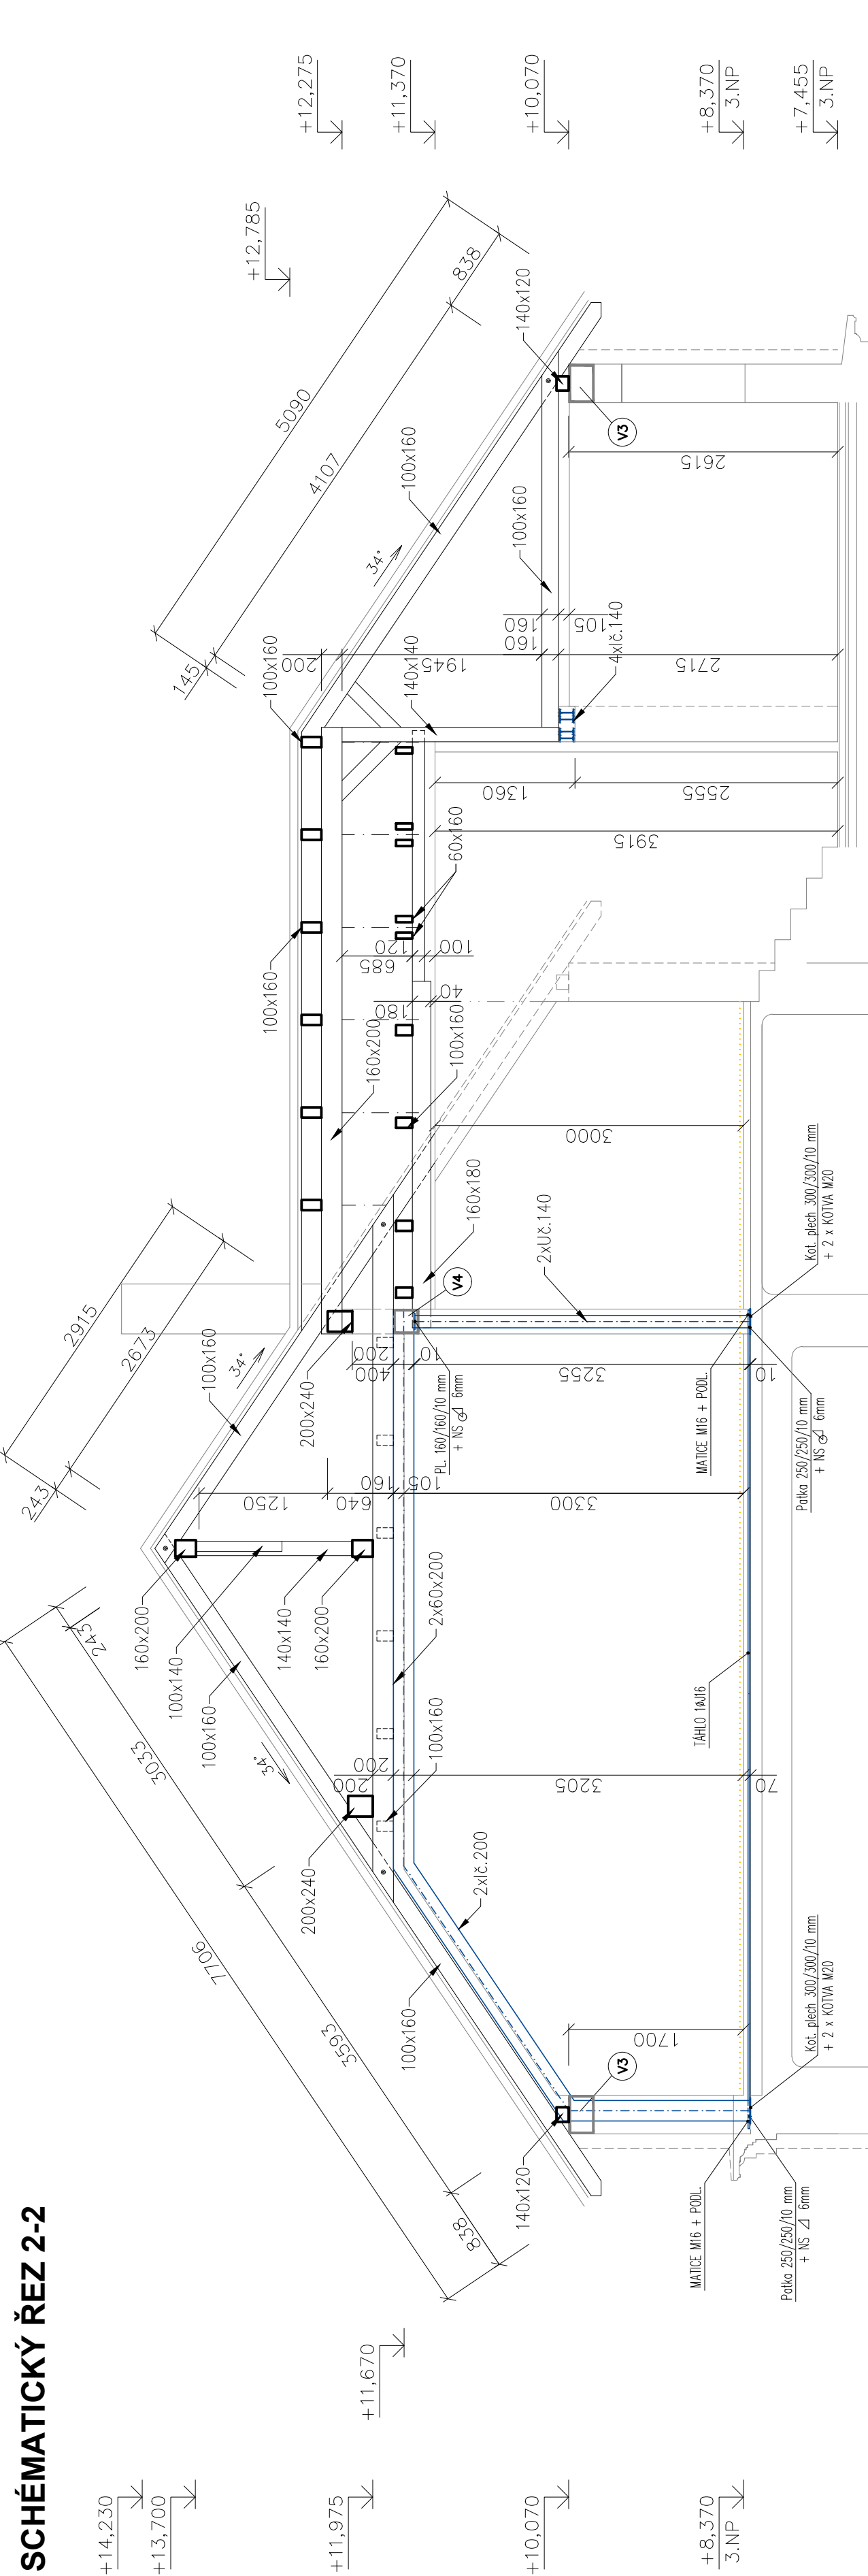 SCHÉMATICKÝ ŘEZ 2-2
+14,230
+13,700
+11,975
+11,670
+10,070
+8,370
3.NP
7706
3033
243
3593
838
243
2915
2673
34°
34°
160x200
100x140
100x160
140x140
160x200
200x240
100x160
140x120
2xIč.200
V3
1700
200
200
100x160
2x60x200
3205
70
TÁHLO 1ØJ16
1250
640
160
105
3300
100x160
200x240
200
400
10
3255
10
PL. 160/160/10 mm
+ NS 6mm
V4
2xUč.140
160x180
MATICE M16 + PODL.
Patka 250/250/10 mm
+ NS 6mm
Kot. plech 300/300/10 mm
+ 2 x KOTVA M20
MATICE M16 + PODL.
Patka 250/250/10 mm
+ NS 6mm
Kot. plech 300/300/10 mm
+ 2 x KOTVA M20
3000
100x160
160x200
100x160
180
40
685
120
100
60x160
3915
1360
2555
100x160
140x140
200
1945
160
2715
160
105
4xIč.140
100x160
100x160
34°
145
5090
4107
838
140x120
V3
2615
+12,785
+12,275
+11,370
+10,070
+8,370
3.NP
+7,455
3.NP